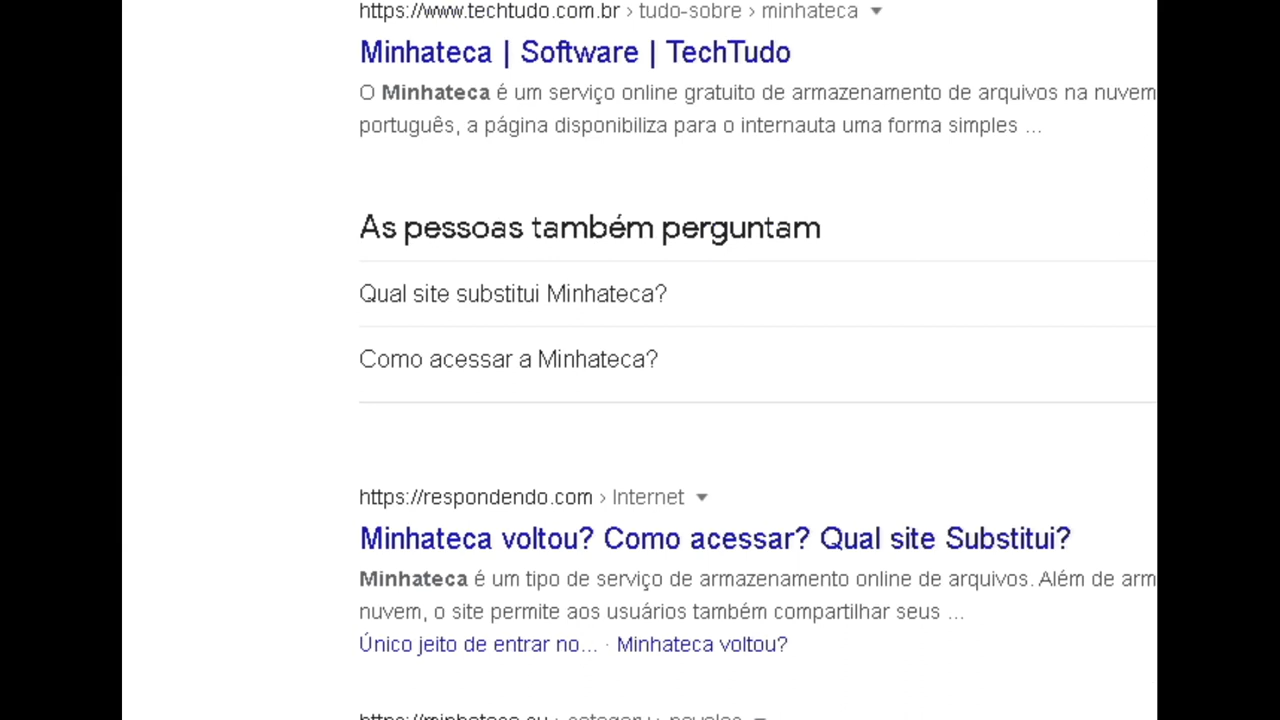 https://www.techtudo.com.br › tudo-sobre › minhateca
Minhateca | Software | TechTudo
O Minhateca é um serviço online gratuito de armazenamento de arquivos na nuvem
português, a página disponibiliza para o internauta uma forma simples ...
As pessoas também perguntam
Qual site substitui Minhateca?
Como acessar a Minhateca?
https://respondendo.com › Internet
Minhateca voltou? Como acessar? Qual site Substitui?
Minhateca é um tipo de serviço de armazenamento online de arquivos. Além de arm
nuvem, o site permite aos usuários também compartilhar seus ...
Único jeito de entrar no... · Minhateca voltou?